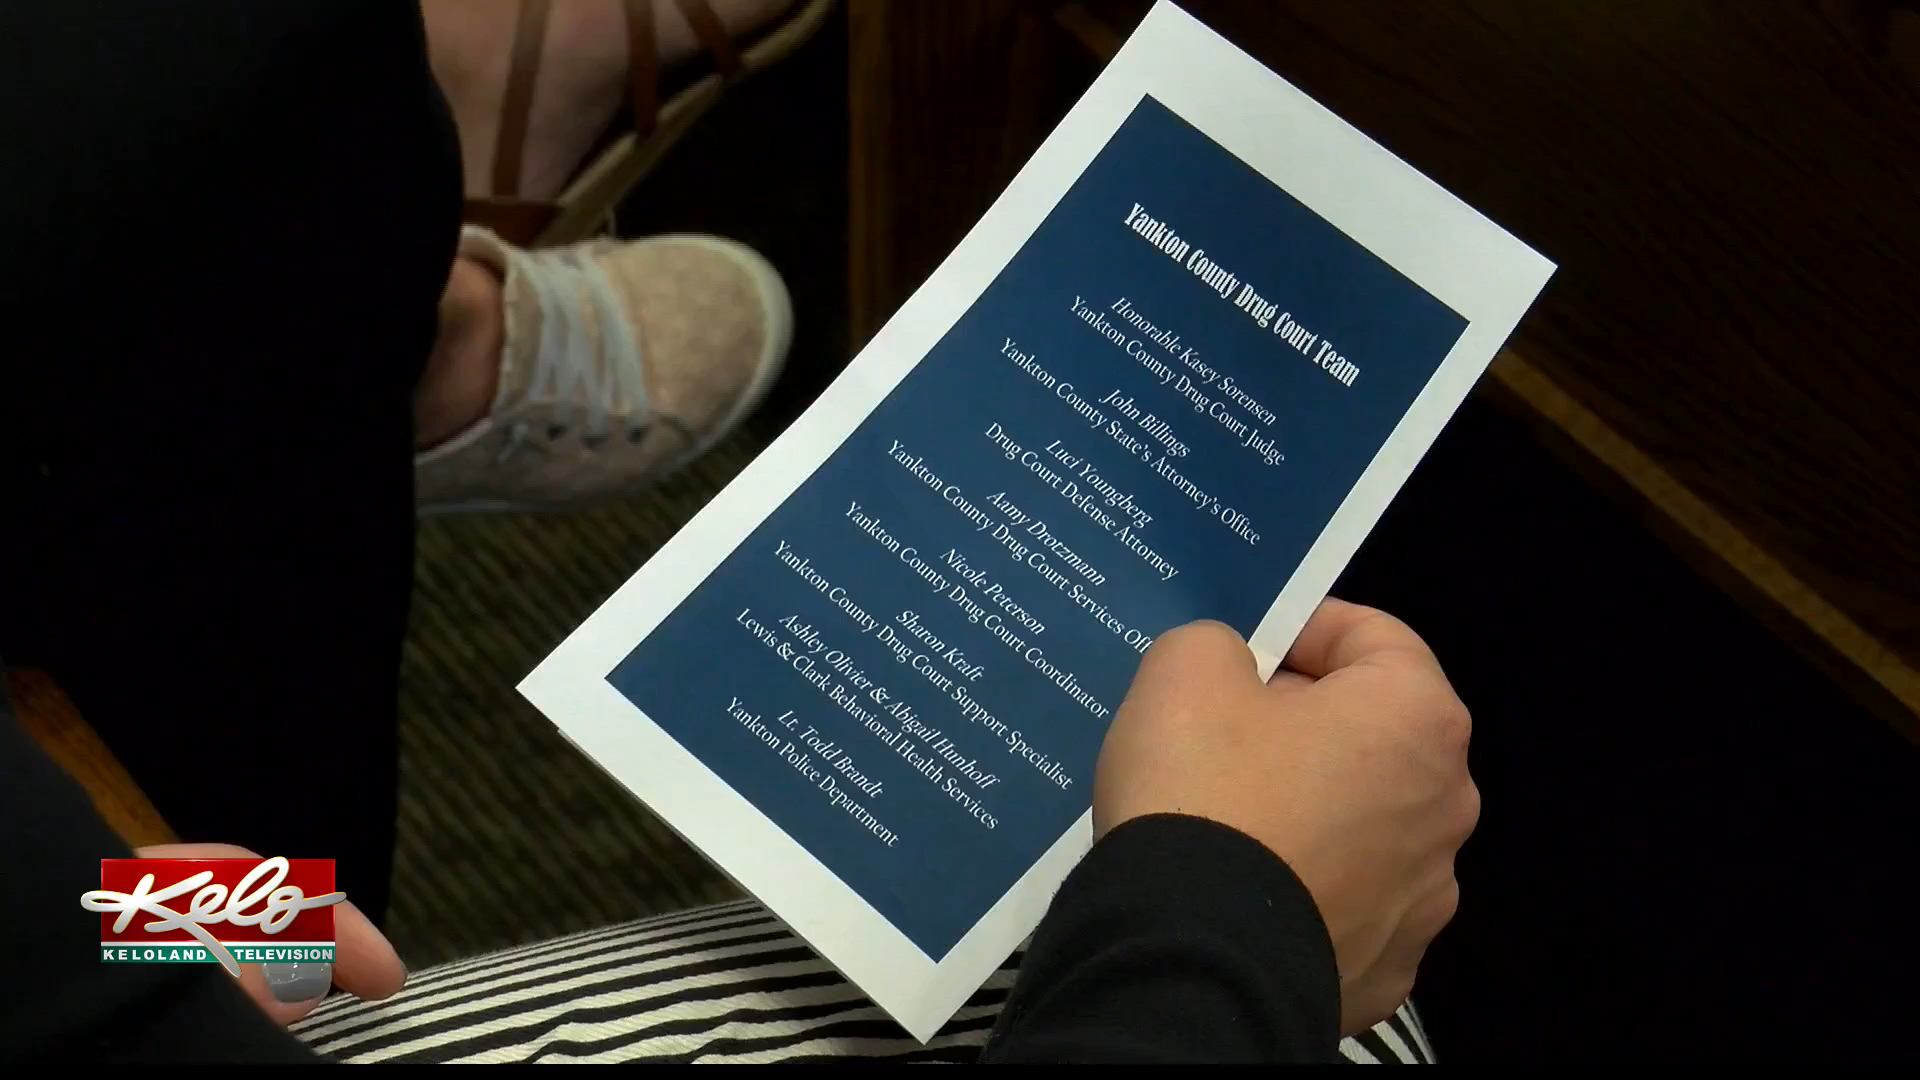 Yankton County Drug Court Team
Honorable Kasey Sorensen
Yankton County Drug Court Judge
John Billings
Yankton County State's Attorney's Office
Luci Youngberg
Drug Court Defense Attorney
Aamy Drotzmann
Yankton County Drug Court Services
Nicole Peterson
Yankton County Drug Court Coordinator
Sharon Kraft
Yankton County Drug Court Support Specialist
Ashley Olivier & Abigail Hunhoff
Lewis & Clark Behavioral Health Services
Lt. Todd Brandt
Yankton Police Department
Kelo
KELOLAND TELEVISION